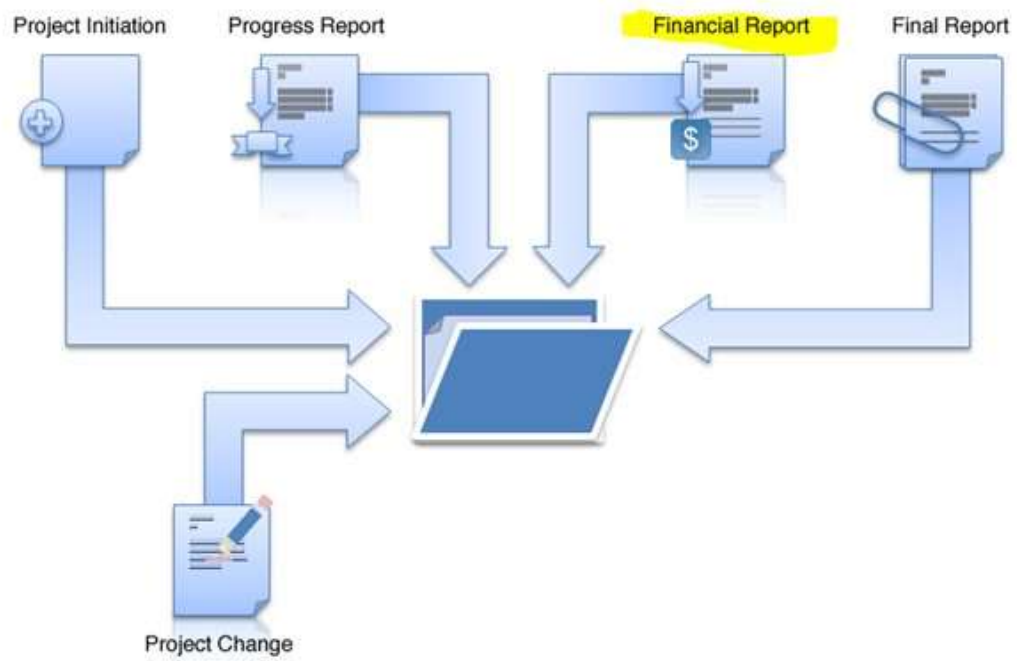 Project Initiation
Progress Report
Financial Report
Final Report
$
Project Change